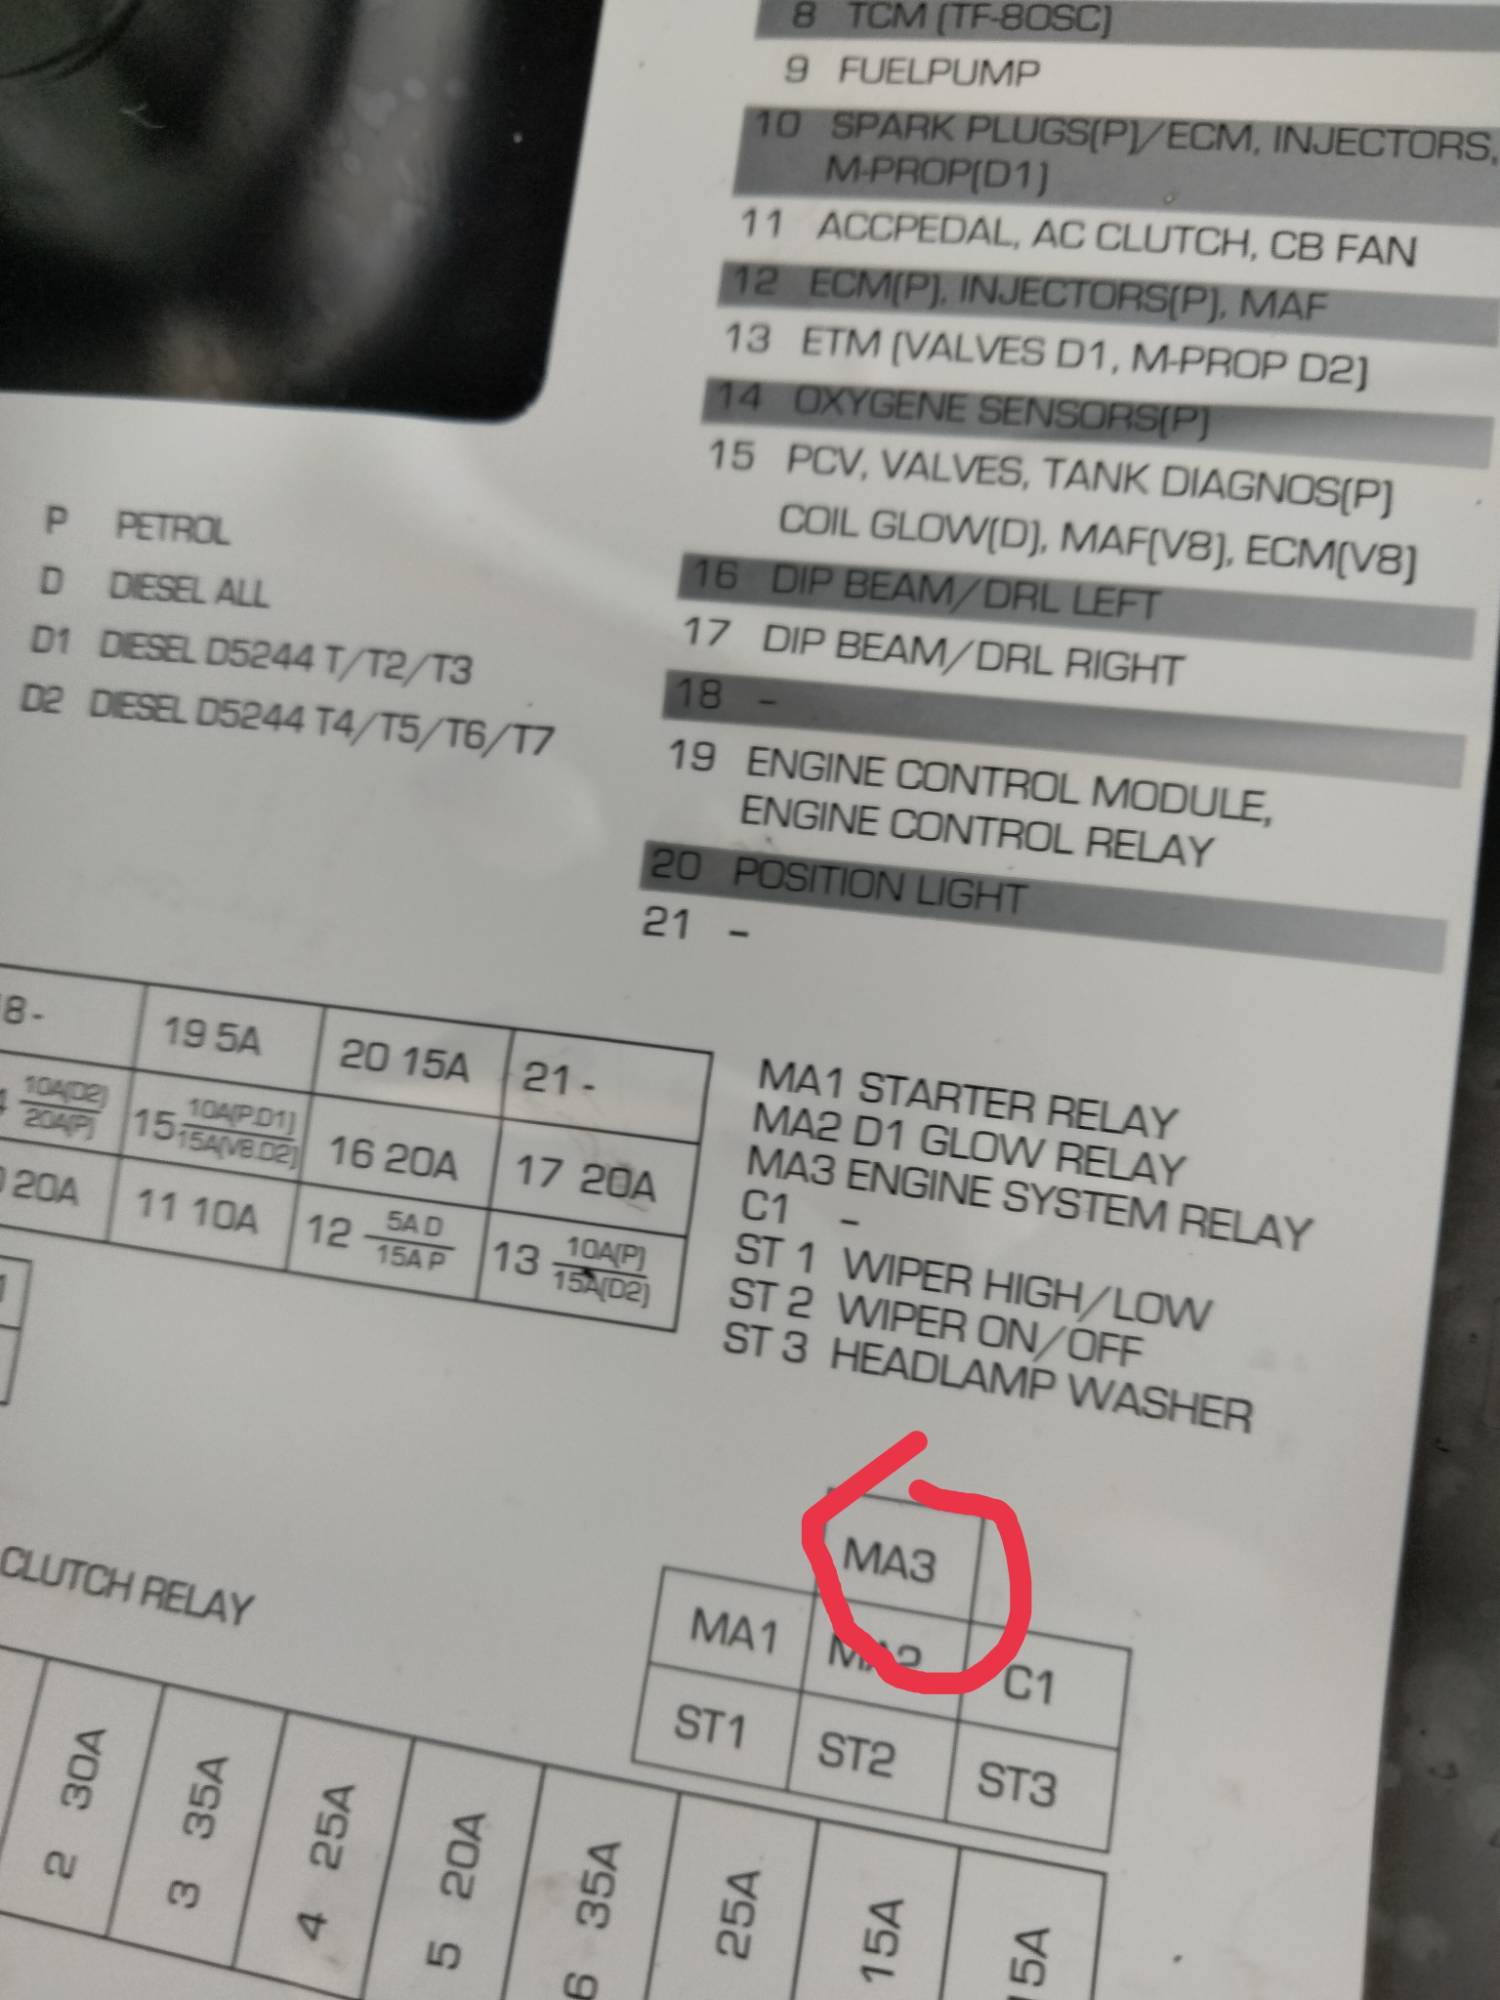 8 TCM (TF-80SC)
9 FUELPUMP
10 SPARK PLUGS(P)/ECM, INJECTORS,
M-PROP(D1)
11 ACCPEDAL, AC CLUTCH, CB FAN
12 ECM(P), INJECTORS(P), MAF
13 ETM (VALVES D1, M-PROP D2)
14 OXYGENE SENSORS(P)
15 PCV, VALVES, TANK DIAGNOS(P)
COIL GLOW(D), MAF(V8), ECM(V8)
16 DIP BEAM/DRL LEFT
17 DIP BEAM/DRL RIGHT
18 -
19 ENGINE CONTROL MODULE,
ENGINE CONTROL RELAY
20 POSITION LIGHT
21 -
P PETROL
D DIESEL ALL
D1 DIESEL D5244 T/T2/T3
D2 DIESEL D5244 T4/T5/T6/T7
8 - 19 5A 20 15A 21 -
10A(D2) 20A(P) 15 10A(P.D1) 15A(V8.D2) 16 20A 17 20A
20A 11 10A 12 5A D 15A P 13 10A(P) 15A(D2)
MA1 STARTER RELAY
MA2 D1 GLOW RELAY
MA3 ENGINE SYSTEM RELAY
C1 -
ST 1 WIPER HIGH/LOW
ST 2 WIPER ON/OFF
ST 3 HEADLAMP WASHER
CLUTCH RELAY
MA3
MA1 MA2 C1
ST1 ST2 ST3
2 30A
3 35A
4 25A
5 20A
6 35A
25A
15A
15A